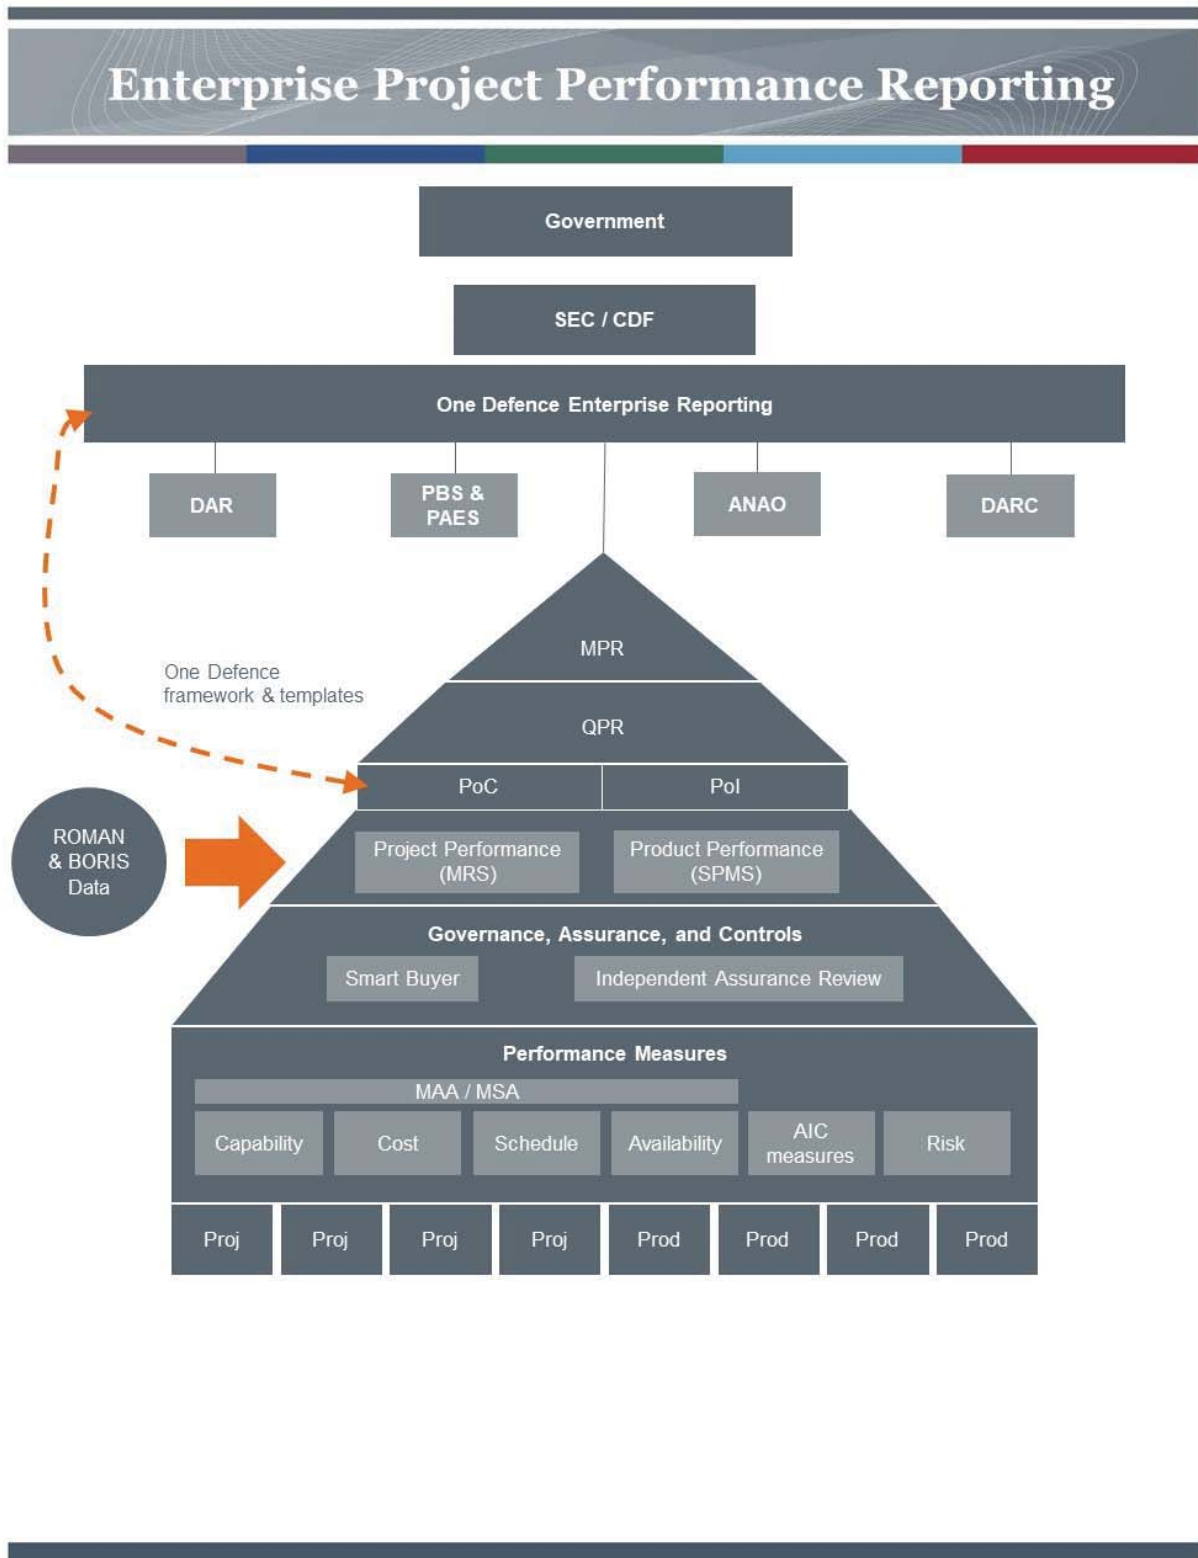 Enterprise Project Performance Reporting
Government
SEC / CDF
One Defence Enterprise Reporting
DAR
PBS &
PAES
ANAO
DARC
MPR
One Defence
framework & templates
QPR
PoC
PoI
ROMAN
& BORIS
Data
Project Performance
(MRS)
Product Performance
(SPMS)
Governance, Assurance, and Controls
Smart Buyer
Independent Assurance Review
Performance Measures
MAA / MSA
Capability
Cost
Schedule
Availability
AIC
measures
Risk
Proj
Proj
Proj
Proj
Prod
Prod
Prod
Prod